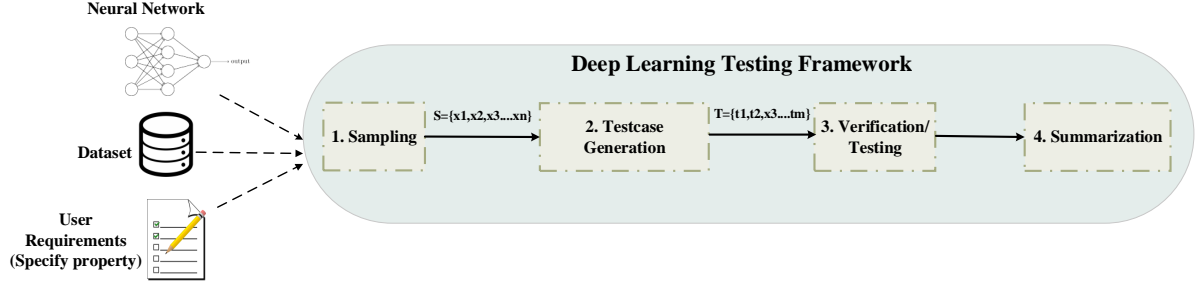 Neural Network
output
Deep Learning Testing Framework
Dataset
User
Requirements
(Specify property)
1. Sampling
S={x1,x2,x3....xn}
2. Testcase
Generation
T={t1,t2,x3....tm}
3. Verification/
Testing
4. Summarization